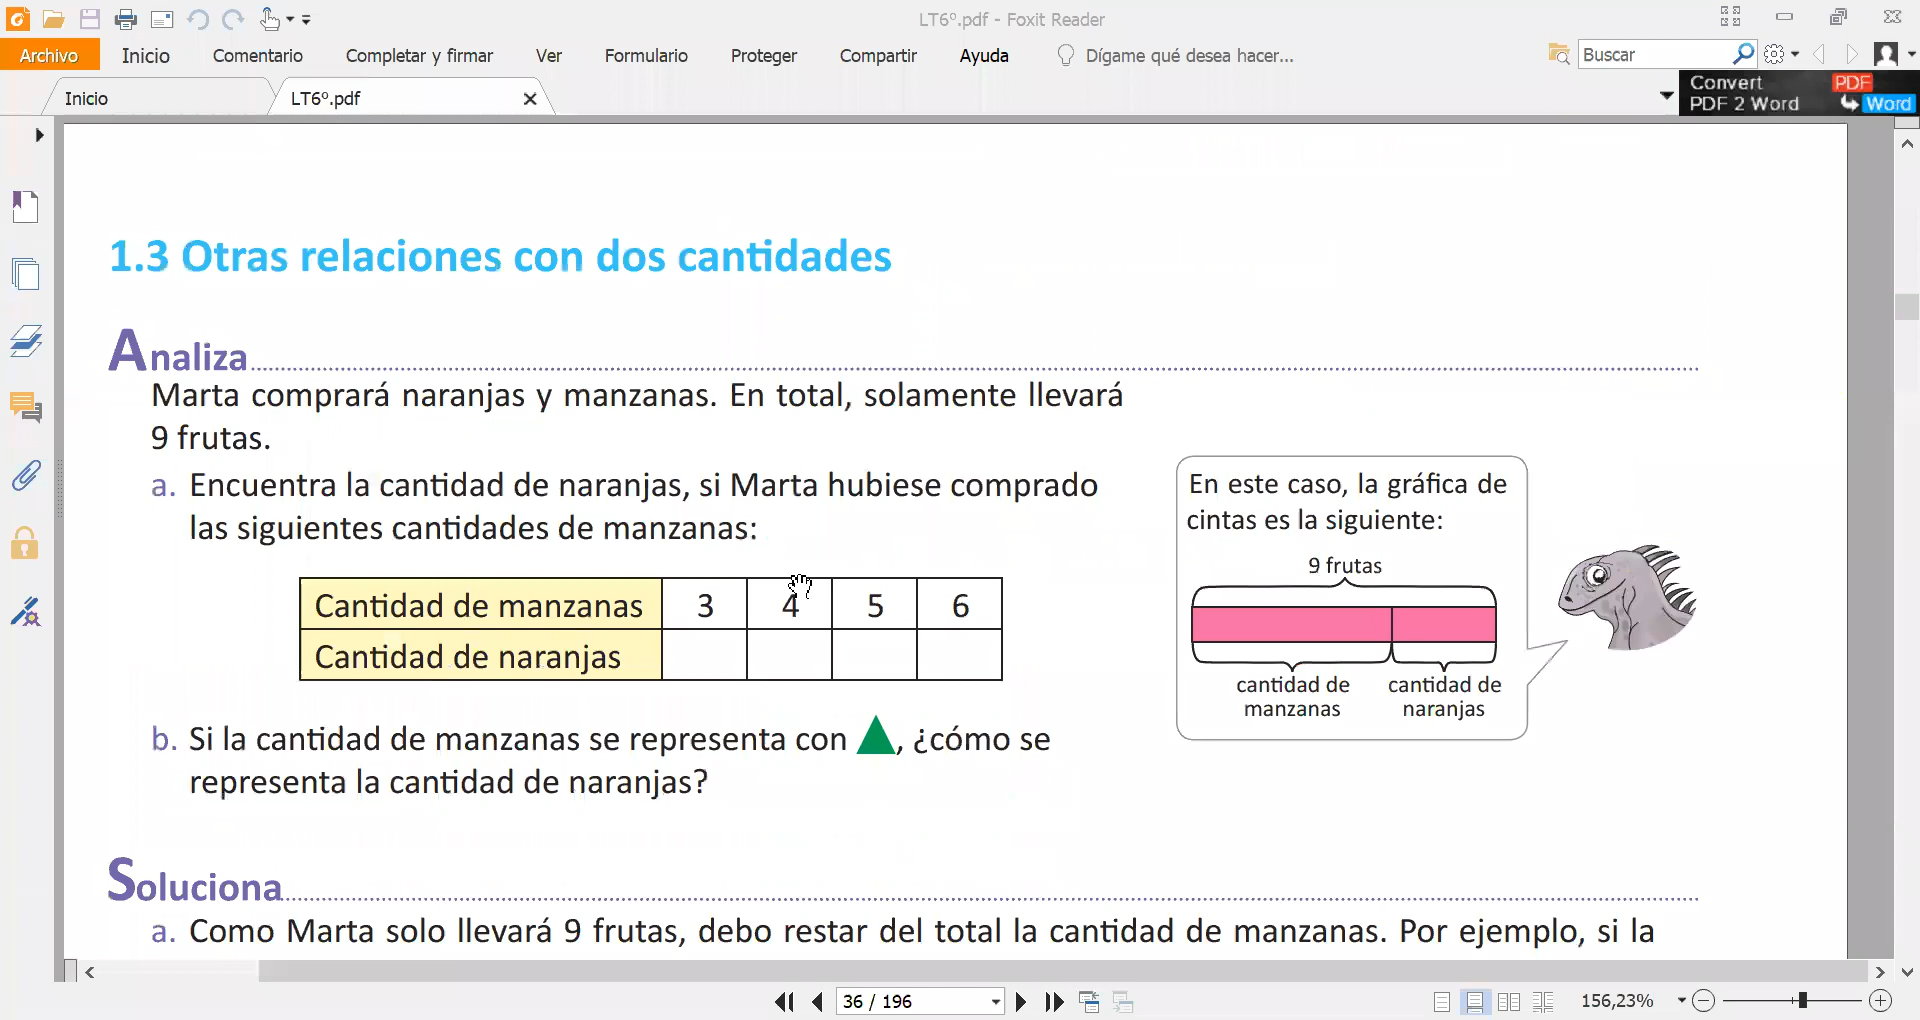 LT6º.pdf - Foxit Reader
Archivo Inicio Comentario Completar y firmar Ver Formulario Proteger Compartir Ayuda Dígame qué desea hacer... Buscar
Inicio LT6º.pdf
Convert PDF
PDF 2 Word Word
1.3 Otras relaciones con dos cantidades
Analiza
Marta comprará naranjas y manzanas. En total, solamente llevará
9 frutas.
a. Encuentra la cantidad de naranjas, si Marta hubiese comprado
las siguientes cantidades de manzanas:
Cantidad de manzanas 3 4 5 6
Cantidad de naranjas
b. Si la cantidad de manzanas se representa con , ¿cómo se
representa la cantidad de naranjas?
En este caso, la gráfica de
cintas es la siguiente:
9 frutas
cantidad de cantidad de
manzanas naranjas
Soluciona
a. Como Marta solo llevará 9 frutas, debo restar del total la cantidad de manzanas. Por ejemplo, si la
36 / 196 156,23%